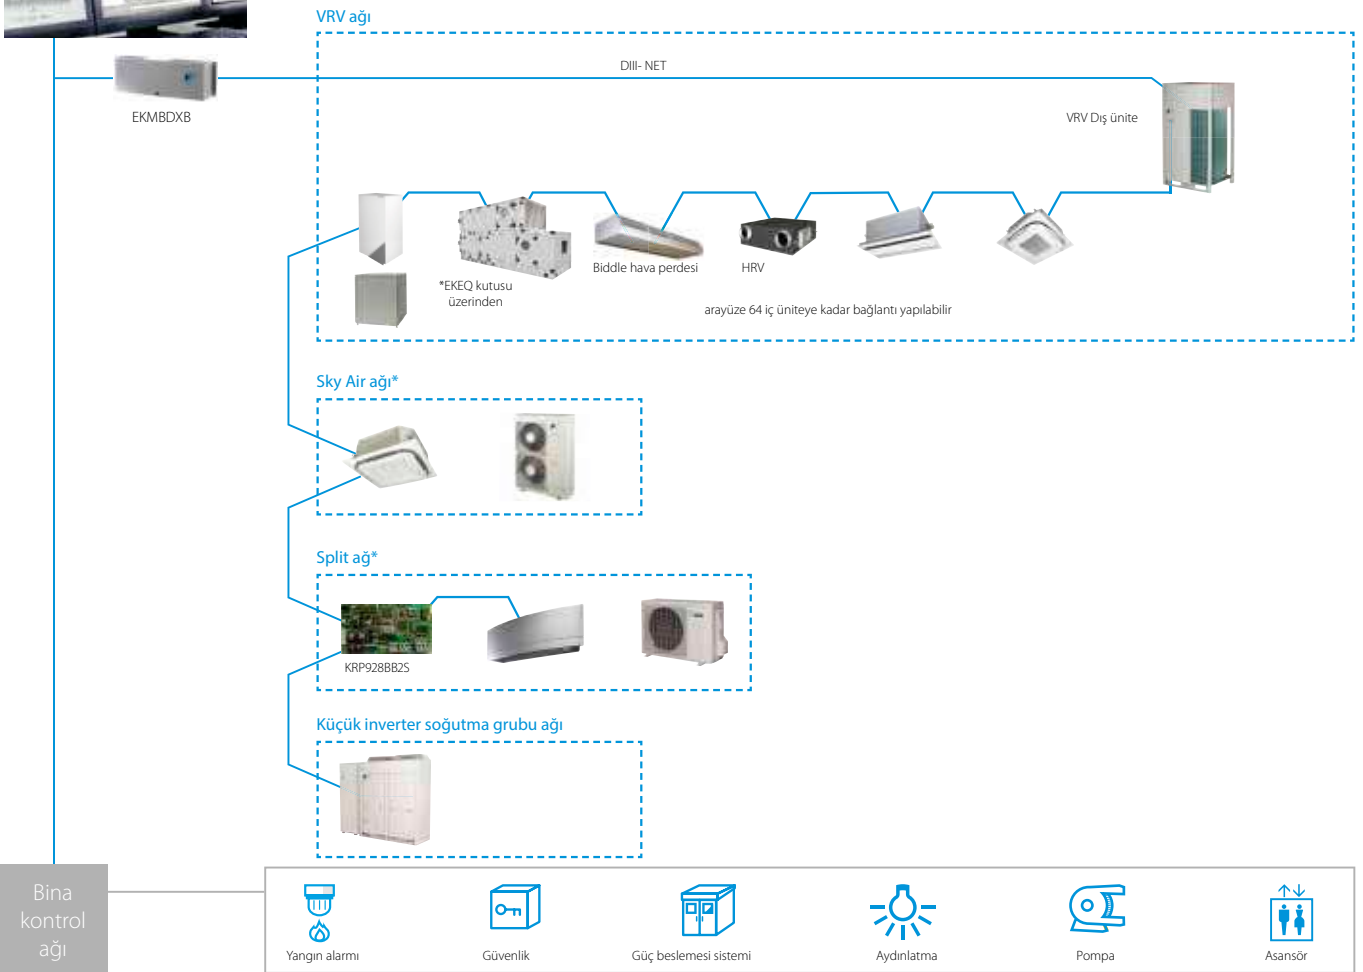 VRV ağı
DIII- NET
EKMBDXB
VRV Dış ünite
Biddle hava perdesi
HRV
*EKEQ kutusu
üzerinden
arayüze 64 iç üniteye kadar bağlantı yapılabilir
Sky Air ağı*
Split ağ*
KRP928BB2S
Küçük inverter soğutma grubu ağı
Bina
kontrol
ağı
Yangın alarmı
Güvenlik
Güç beslemesi sistemi
Aydınlatma
Pompa
Asansör